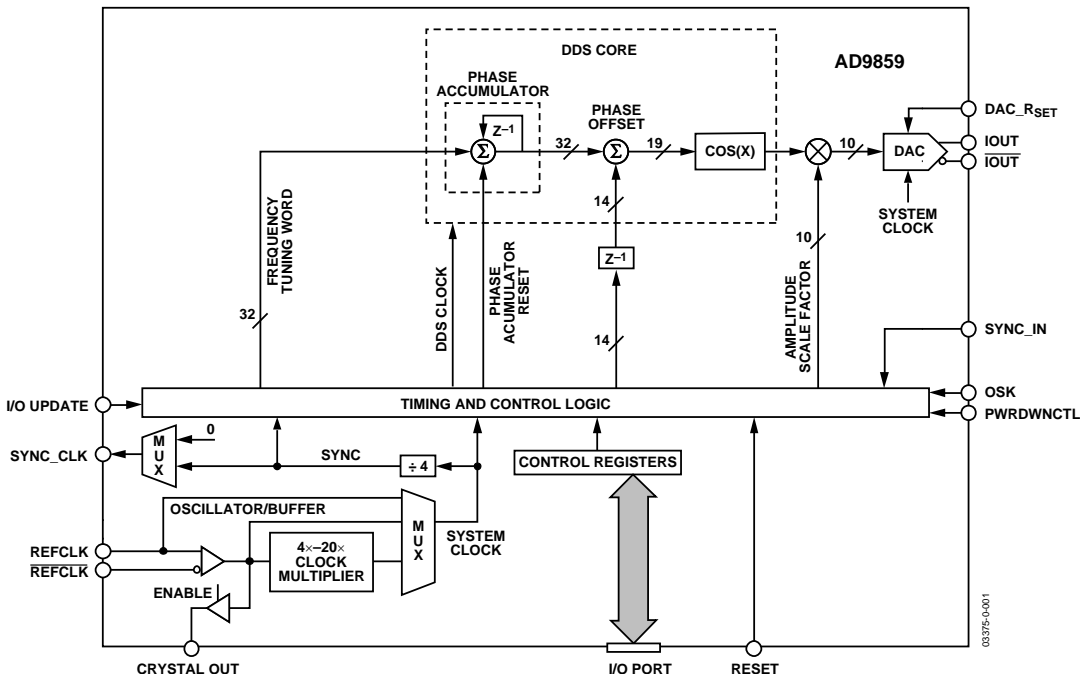 DDS CORE
AD9859
PHASE
ACCUMULATOR
PHASE
OFFSET
Z–1
Σ
32
Σ
19
COS(X)
10
DAC
DAC_RSET
IOUT
IOUT
SYSTEM
CLOCK
14
Z–1
14
10
32
FREQUENCY
TUNING WORD
DDS CLOCK
PHASE
ACUMULATOR
RESET
AMPLITUDE
SCALE FACTOR
SYNC_IN
OSK
PWRDWNCTL
I/O UPDATE
TIMING AND CONTROL LOGIC
SYNC_CLK
MUX
0
SYNC
÷ 4
CONTROL REGISTERS
OSCILLATOR/BUFFER
REFCLK
REFCLK
4×–20×
CLOCK
MULTIPLIER
MUX
SYSTEM
CLOCK
ENABLE
CRYSTAL OUT
I/O PORT
RESET
03375-0-001